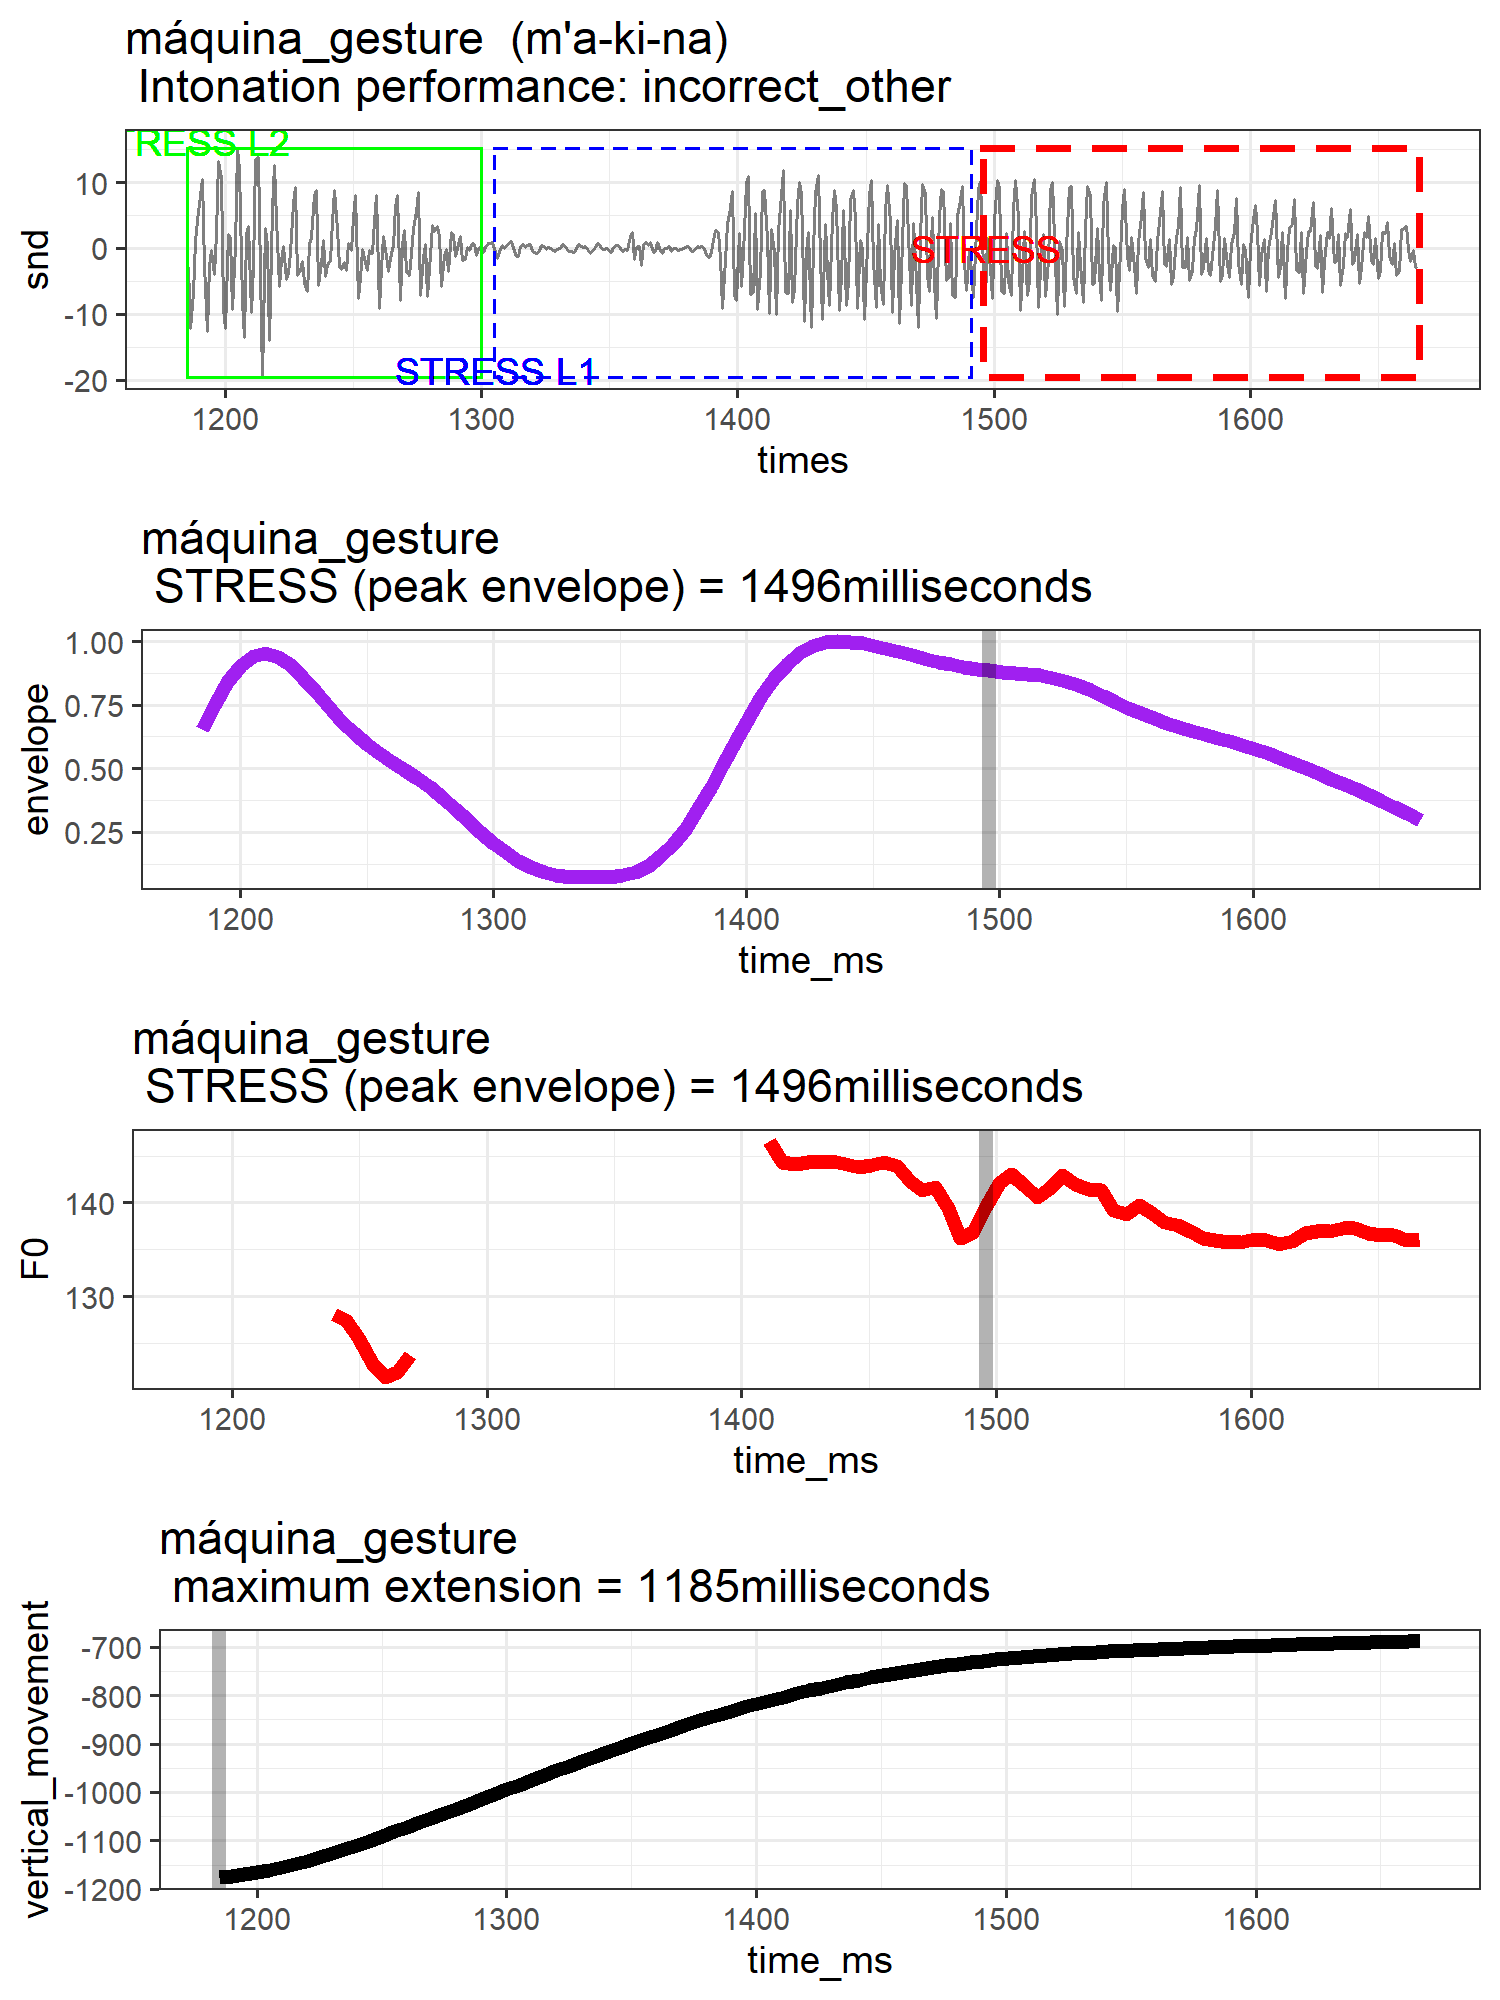 máquina_gesture  (m'a-ki-na)
Intonation performance: incorrect_other
RESS L2
STRESS
STRESS L1
snd
10
0
-10
-20
1200 1300 1400 1500 1600
times
máquina_gesture
STRESS (peak envelope) = 1496milliseconds
envelope
1.00
0.75
0.50
0.25
1200 1300 1400 1500 1600
time_ms
máquina_gesture
STRESS (peak envelope) = 1496milliseconds
F0
140
130
1200 1300 1400 1500 1600
time_ms
máquina_gesture
maximum extension = 1185milliseconds
vertical_movement
-700
-800
-900
-1000
-1100
-1200
1200 1300 1400 1500 1600
time_ms